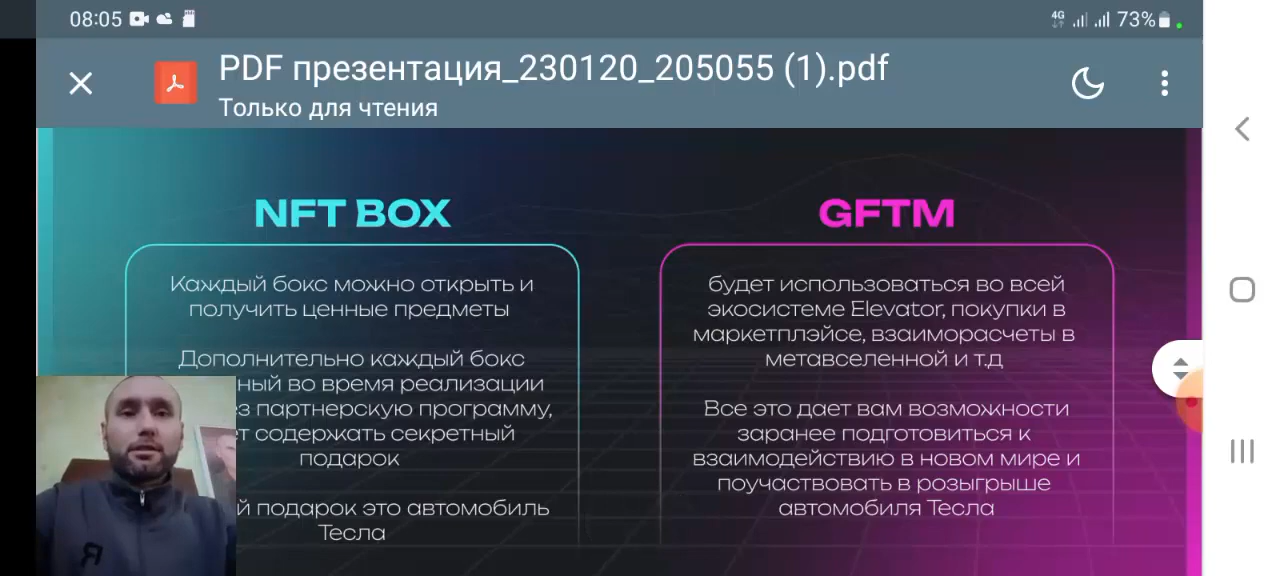 08:05
4G
73%
PDF презентация_230120_205055 (1).pdf
Только для чтения
NFT BOX
Каждый бокс можно открыть и
получить ценные предметы
Дополнительно каждый бокс
во время реализации
партнерскую программу,
содержать секретный
подарок
подарок это автомобиль
Тесла
GFTM
будет использоваться во всей
экосистеме Elevator, покупки в
маркетплэйсе, взаиморасчеты в
метавселенной и т.д
Все это дает вам возможности
заранее подготовиться к
взаимодействию в новом мире и
поучаствовать в розыгрыше
автомобиля Тесла